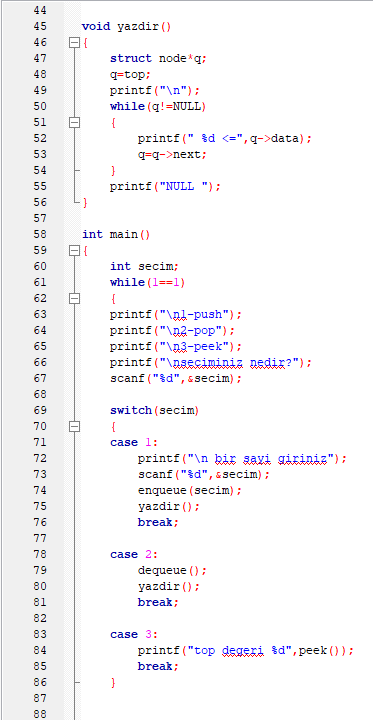 44
45 void yazdir()
46 {
47 struct node*q;
48 q=top;
49 printf("\n");
50 while(q!=NULL)
51 {
52 printf(" %d <=",q->data);
53 q=q->next;
54 }
55 printf("NULL ");
56 }
57
58 int main()
59 {
60 int secim;
61 while(1==1)
62 {
63 printf("\n1-push");
64 printf("\n2-pop");
65 printf("\n3-peek");
66 printf("\nseciminiz nedir?");
67 scanf("%d",&secim);
68
69 switch(secim)
70 {
71 case 1:
72 printf("\n bir sayi giriniz");
73 scanf("%d",&secim);
74 enqueue(secim);
75 yazdir();
76 break;
77
78 case 2:
79 dequeue();
80 yazdir();
81 break;
82
83 case 3:
84 printf("top degeri %d",peek());
85 break;
86 }
87
88